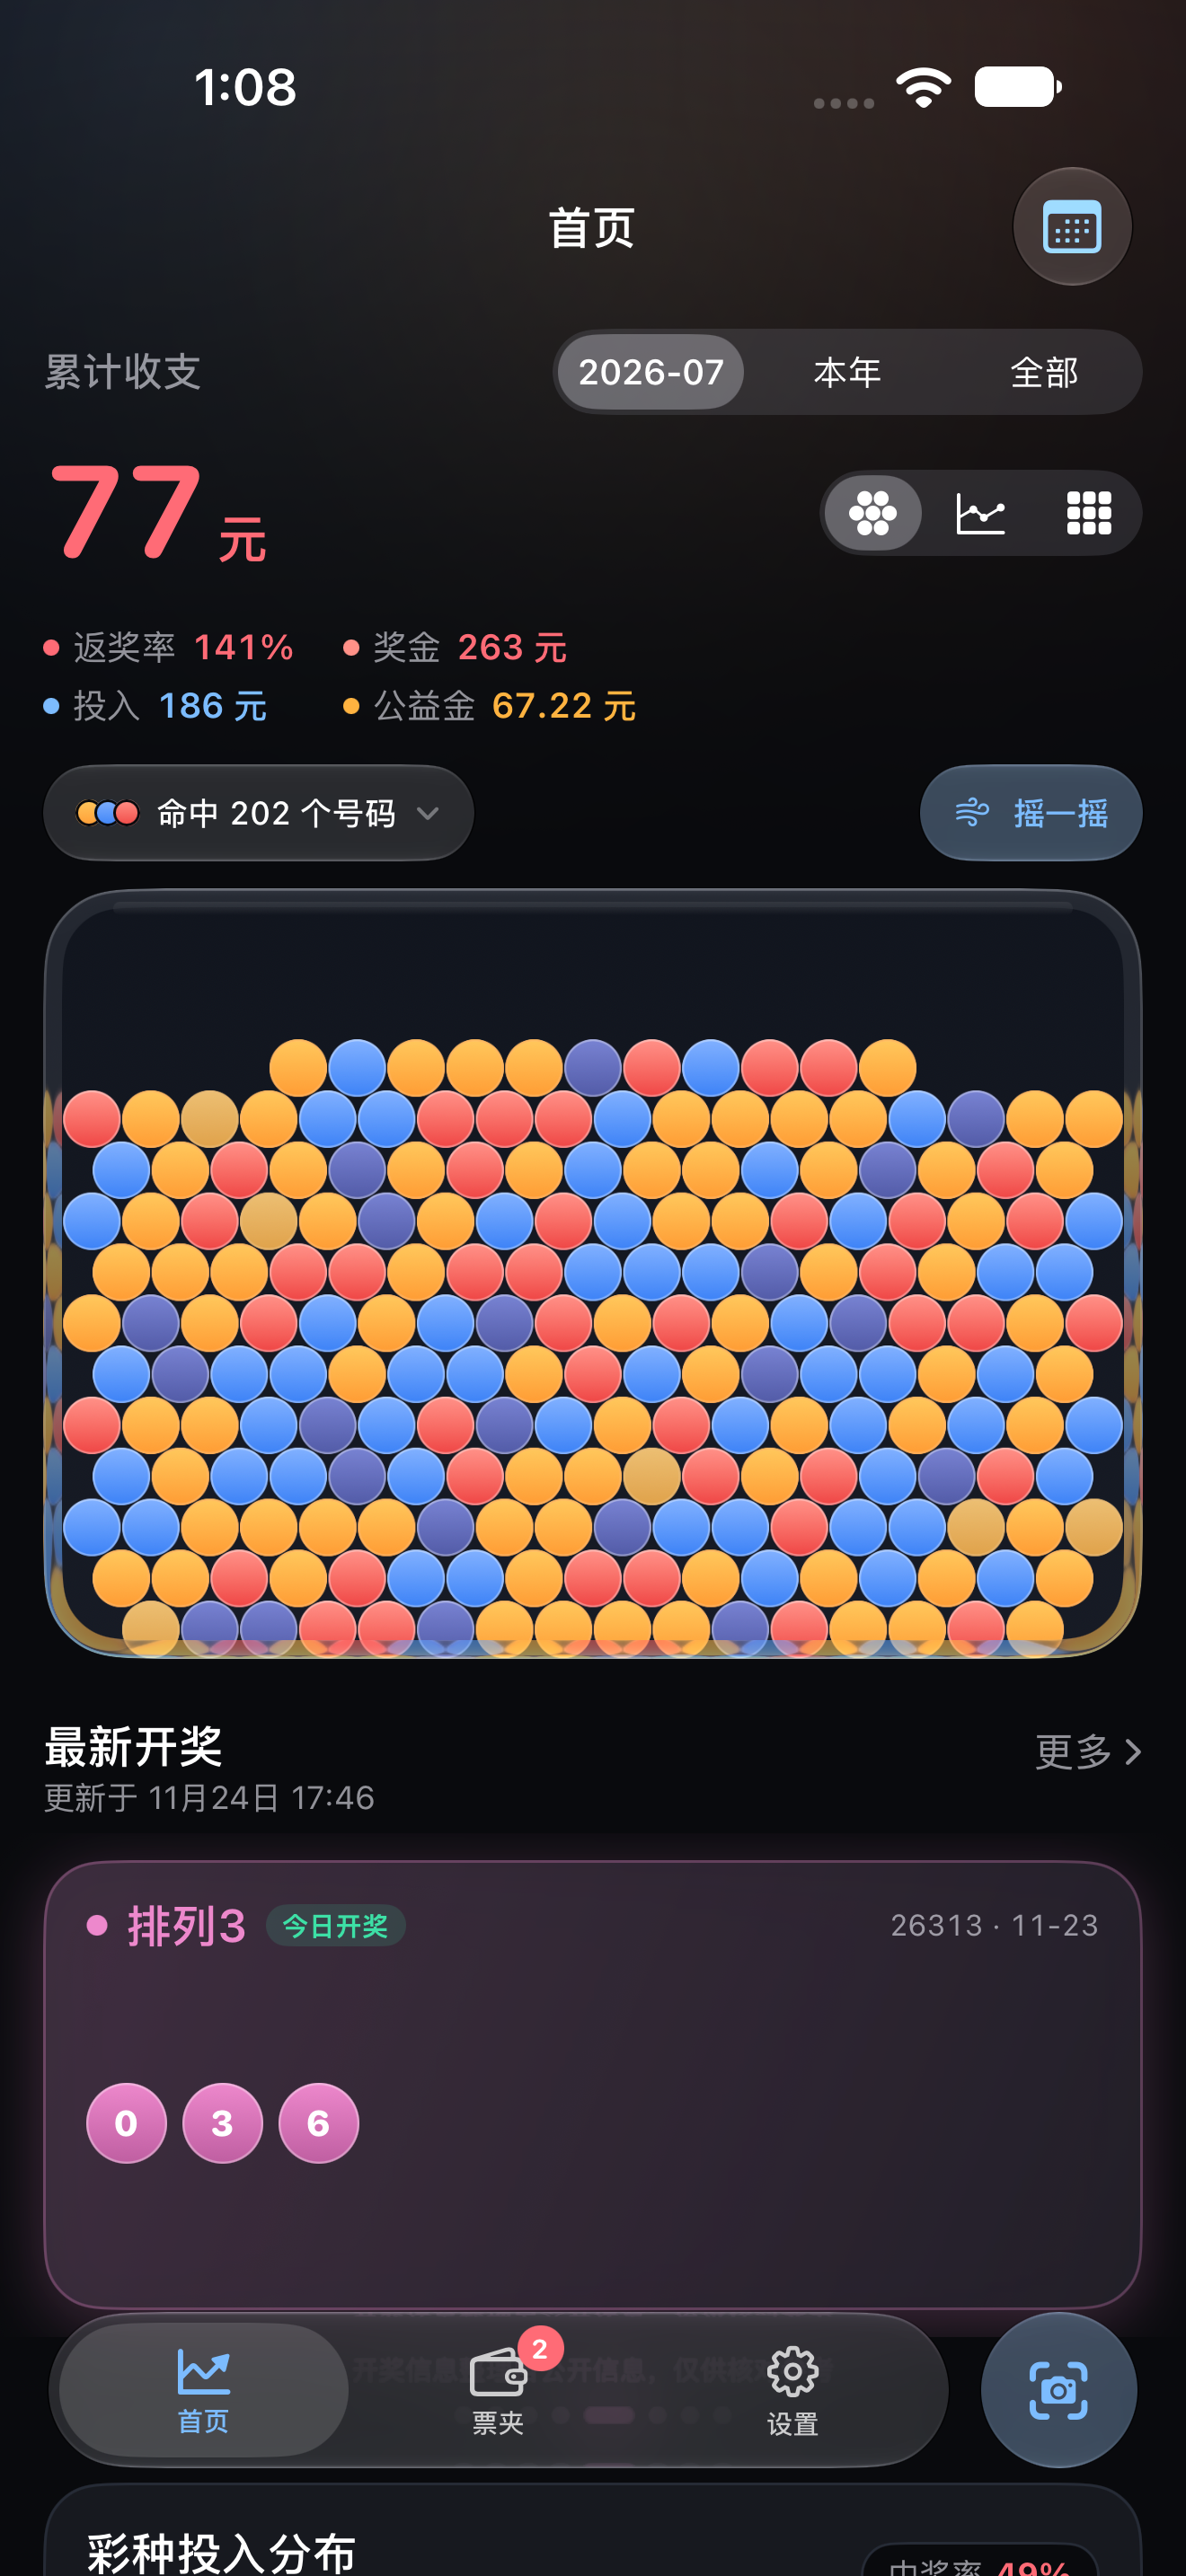 1:08
首页
累计收支
2026-07 本年 全部
77 元
返奖率 141% 奖金 263 元
投入 186 元 公益金 67.22 元
命中 202 个号码
摇一摇
最新开奖
更多
更新于 11月24日 17:46
排列3 今日开奖 26313 · 11-23
0 3 6
2
首页 票夹 设置
彩种投入分布
中奖率 49%